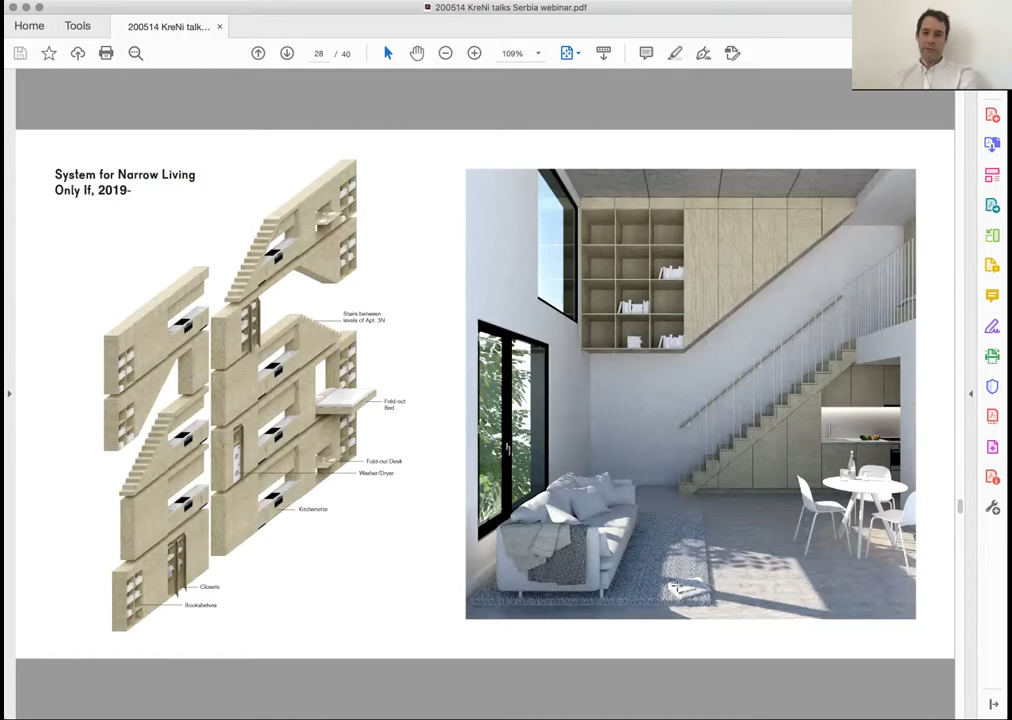 200514 KreNi talks Serbia webinar.pdf
Home
Tools
200514 KreNi talk... ×
28 / 40
109%
System for Narrow Living
Only If, 2019-
Stairs between
levels of Apt. 3N
Fold-out
Bed
Fold-out Desk
Washer/Dryer
Kitchenette
Closets
Bookshelves